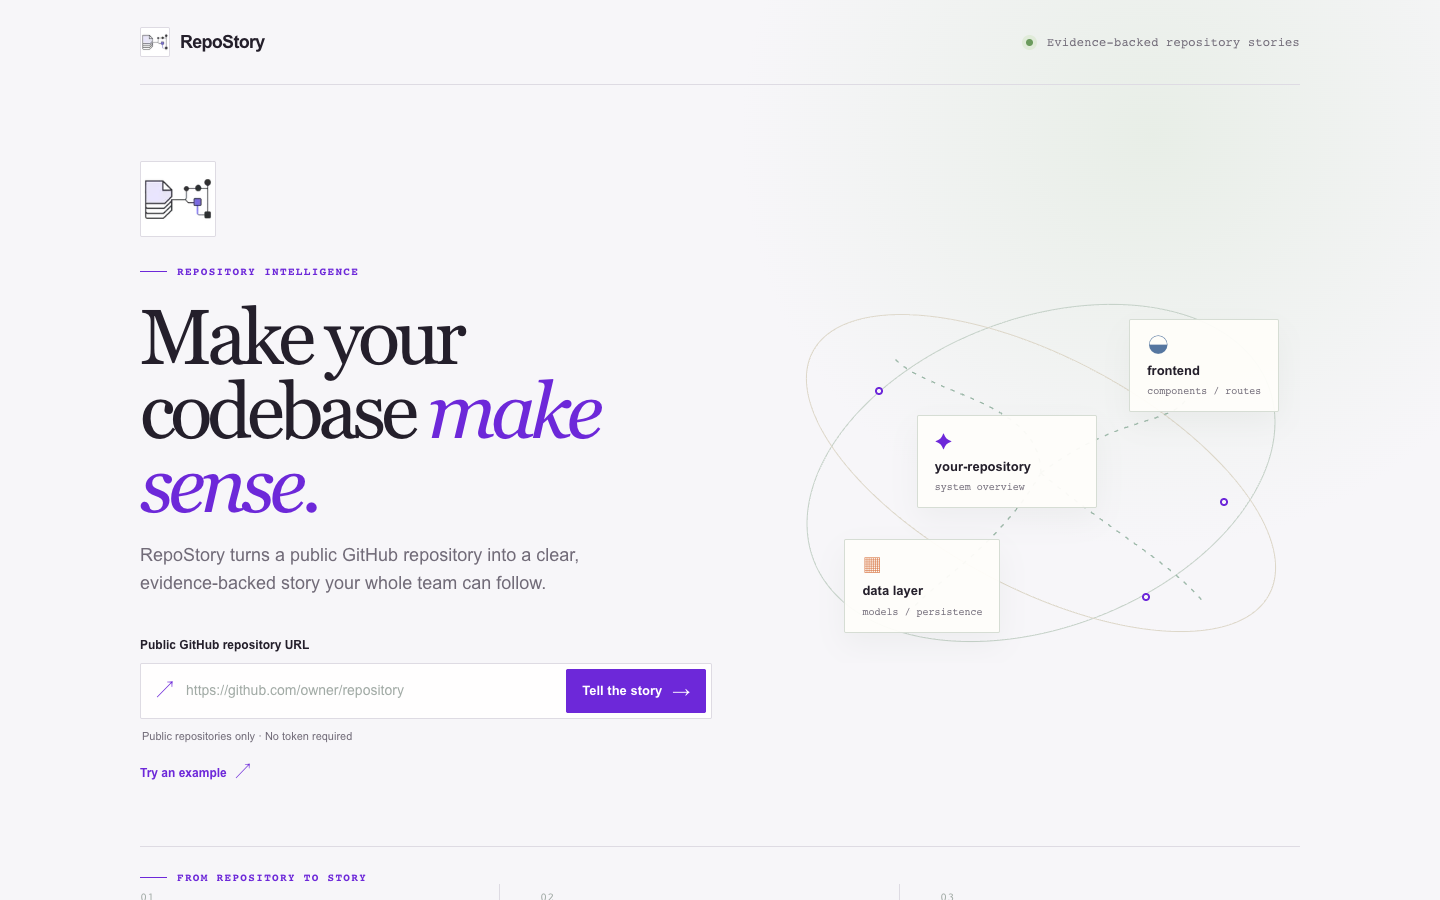 RepoStory
Evidence-backed repository stories
REPOSITORY INTELLIGENCE
Make your
codebase make
sense.
RepoStory turns a public GitHub repository into a clear,
evidence-backed story your whole team can follow.
Public GitHub repository URL
https://github.com/owner/repository
Tell the story →
Public repositories only · No token required
Try an example
frontend
components / routes
your-repository
system overview
data layer
models / persistence
FROM REPOSITORY TO STORY
01
02
03